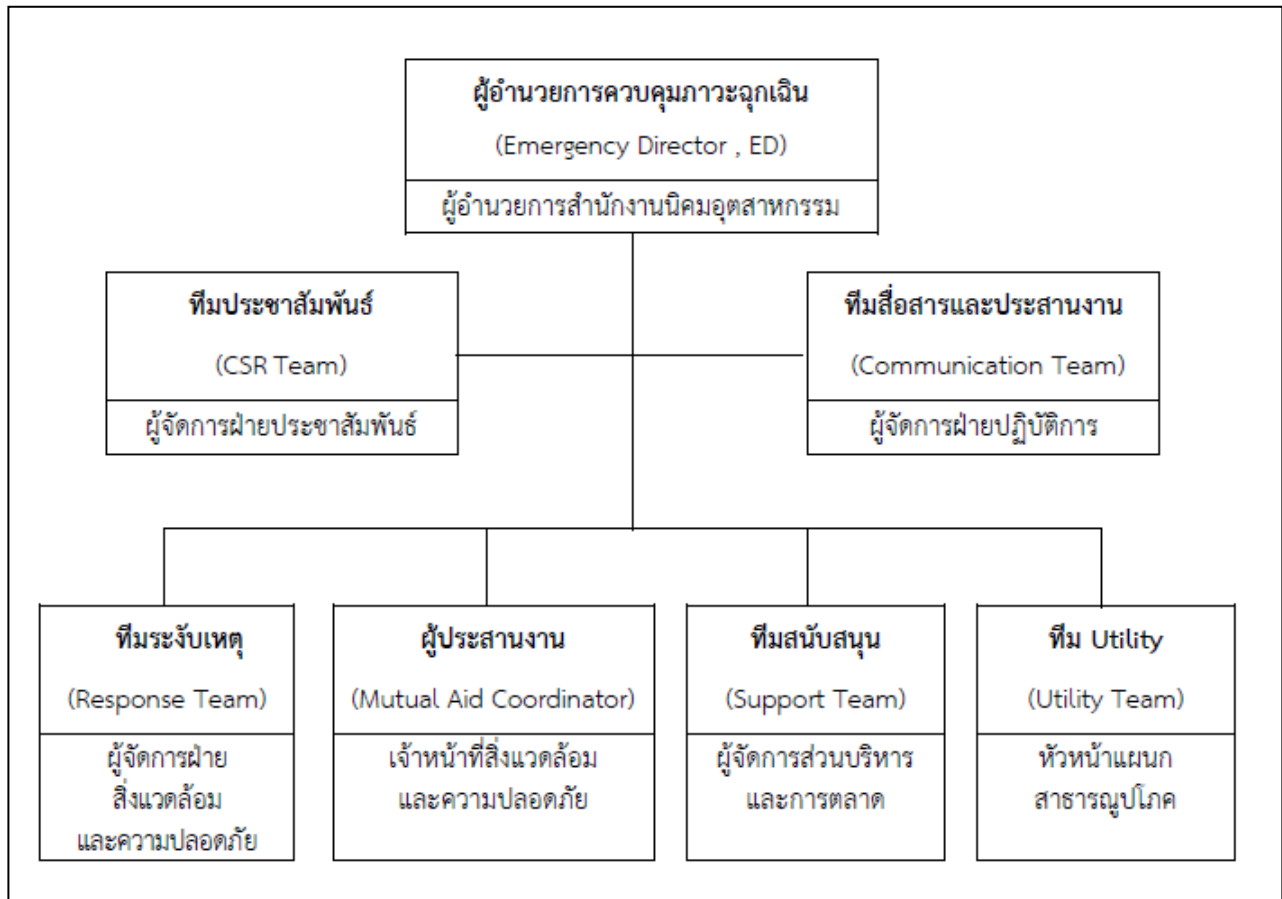 ผู้อำนวยการควบคุมภาวะฉุกเฉิน
(Emergency Director , ED)
ผู้อำนวยการสำนักงานนิคมอุตสาหกรรม
ทีมประชาสัมพันธ์
(CSR Team)
ผู้จัดการฝ่ายประชาสัมพันธ์
ทีมสื่อสารและประสานงาน
(Communication Team)
ผู้จัดการฝ่ายปฏิบัติการ
ทีมระงับเหตุ
(Response Team)
ผู้จัดการฝ่าย
สิ่งแวดล้อม
และความปลอดภัย
ผู้ประสานงาน
(Mutual Aid Coordinator)
เจ้าหน้าที่สิ่งแวดล้อม
และความปลอดภัย
ทีมสนับสนุน
(Support Team)
ผู้จัดการส่วนบริหาร
และการตลาด
ทีม Utility
(Utility Team)
หัวหน้าแผนก
สาธารณูปโภค